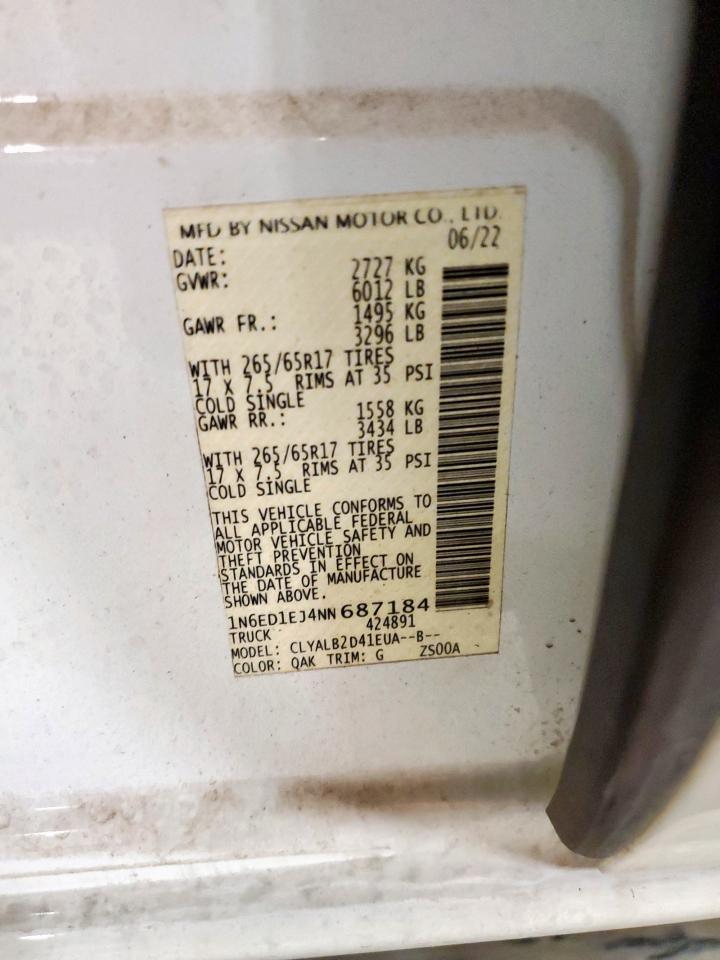 MFD BY NISSAN MOTOR CO., LTD.
DATE: 06/22
GVWR: 2727 KG
6012 LB
GAWR FR.: 1495 KG
3296 LB
WITH 265/65R17 TIRES
17 X 7.5 RIMS AT 35 PSI
COLD SINGLE
GAWR RR.: 1558 KG
3434 LB
WITH 265/65R17 TIRES
17 X 7.5 RIMS AT 35 PSI
COLD SINGLE
THIS VEHICLE CONFORMS TO
ALL APPLICABLE FEDERAL
MOTOR VEHICLE SAFETY AND
THEFT PREVENTION
STANDARDS IN EFFECT ON
THE DATE OF MANUFACTURE
SHOWN ABOVE.
1N6ED1EJ4NN687184
TRUCK 424891
MODEL: CLYALB2D41EUA--B--
COLOR: QAK TRIM: G ZS00A